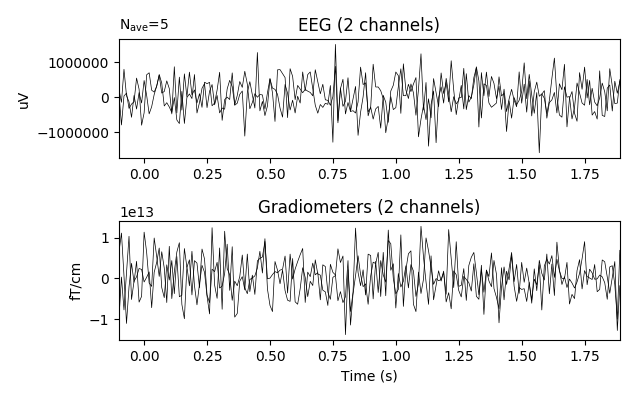 N_ave=5
EEG (2 channels)
1000000
0
−1000000
uV
0.00 0.25 0.50 0.75 1.00 1.25 1.50 1.75
1e13
Gradiometers (2 channels)
1
0
−1
fT/cm
0.00 0.25 0.50 0.75 1.00 1.25 1.50 1.75
Time (s)